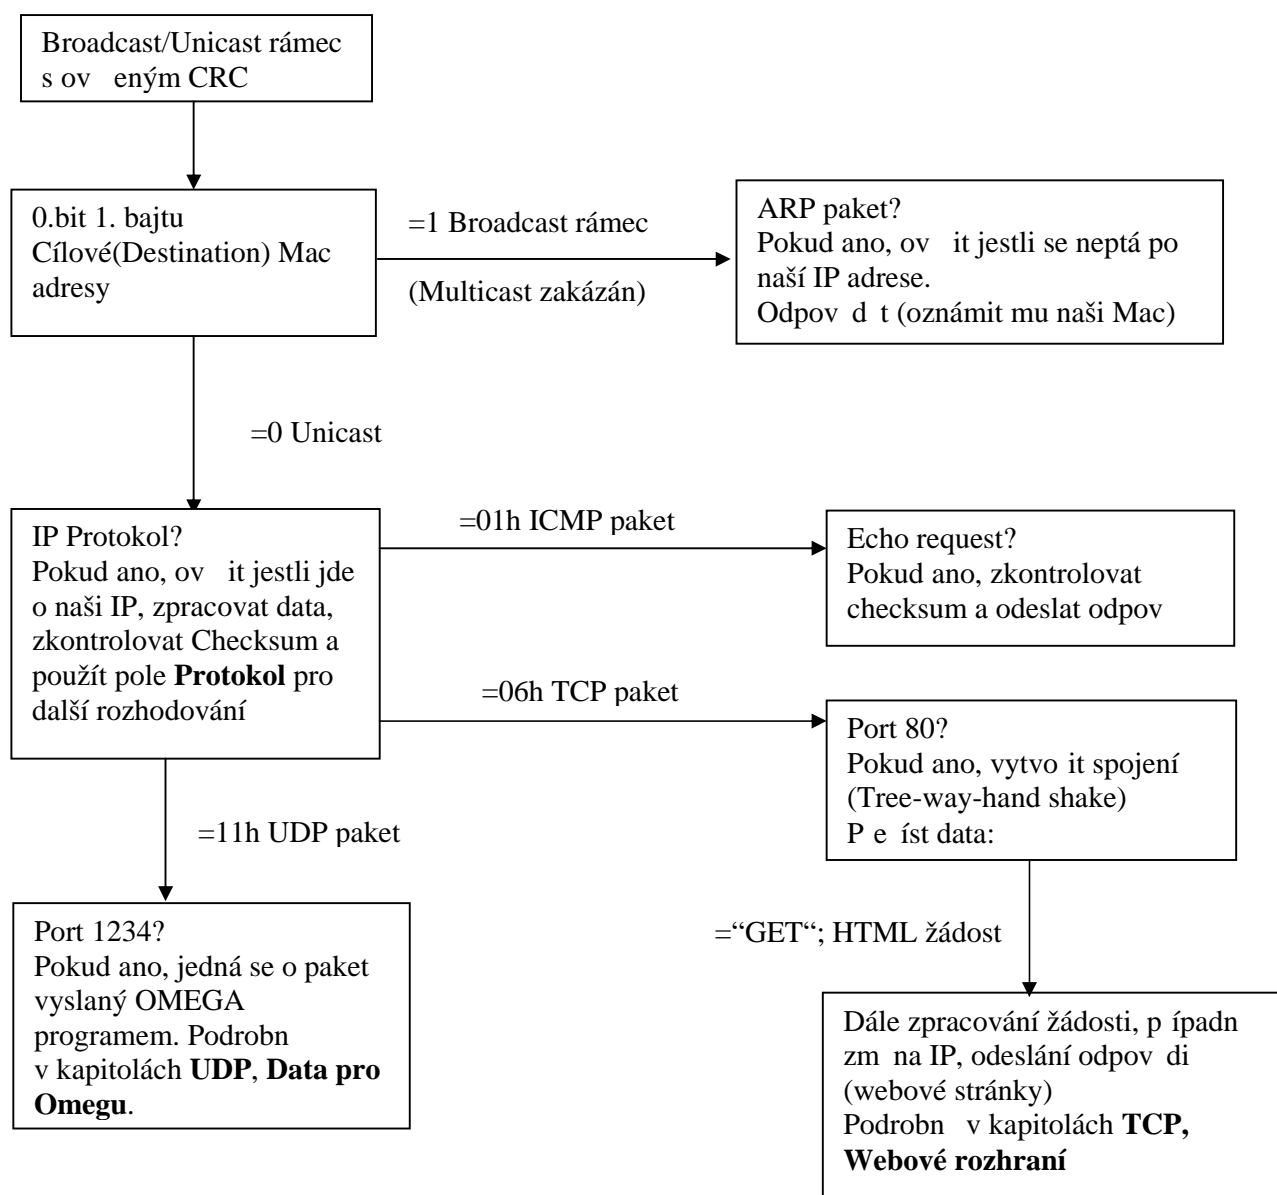 Broadcast/Unicast rámec
s ov eným CRC
0.bit 1. bajtu
Cílové(Destination) Mac
adresy
=1 Broadcast rámec
(Multicast zakázán)
ARP paket?
Pokud ano, ov it jestli se neptá po
naší IP adrese.
Odpov d t (oznámit mu naši Mac)
=0 Unicast
IP Protokol?
Pokud ano, ov it jestli jde
o naši IP, zpracovat data,
zkontrolovat Checksum a
použít pole Protokol pro
další rozhodování
=01h ICMP paket
Echo request?
Pokud ano, zkontrolovat
checksum a odeslat odpov
=06h TCP paket
Port 80?
Pokud ano, vytvo it spojení
(Tree-way-hand shake)
P e íst data:
=11h UDP paket
Port 1234?
Pokud ano, jedná se o paket
vyslaný OMEGA
programem. Podrobn
v kapitolách UDP, Data pro
Omegu.
=“GET“; HTML žádost
Dále zpracování žádosti, p ípadn
zm na IP, odeslání odpov di
(webové stránky)
Podrobn v kapitolách TCP,
Webové rozhraní